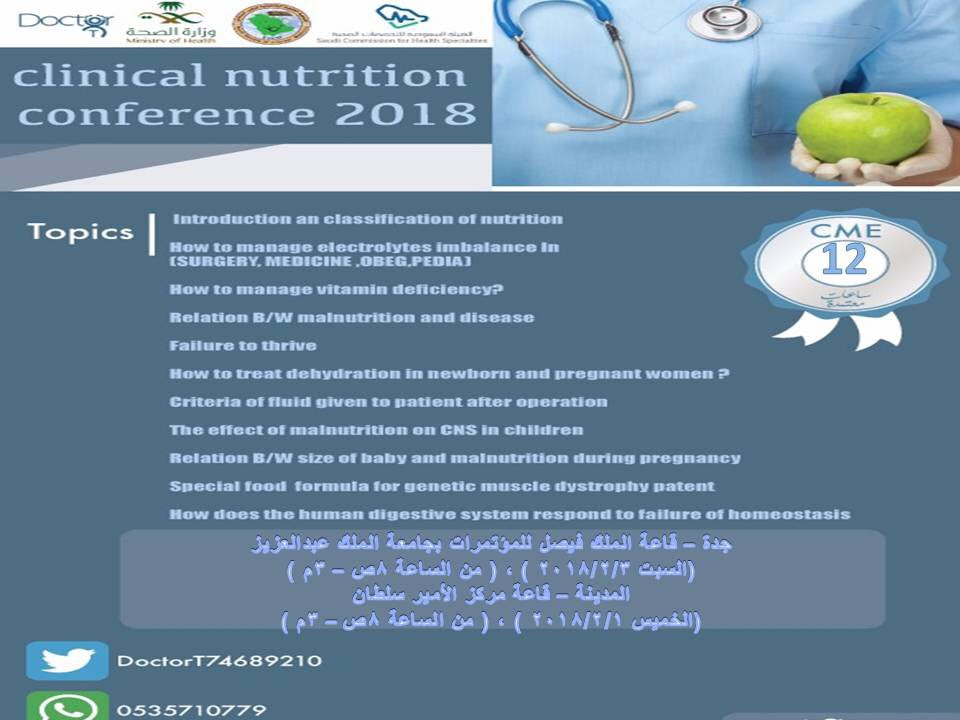 Doctor T
وزارة الصحة
Ministry of Health
الهيئة السعودية للتخصصات الصحية
Saudi Commission for Health Specialties
clinical nutrition
conference 2018
Topics
Introduction an classification of nutrition
How to manage electrolytes imbalance In
(SURGERY, MEDICINE ,OBEG,PEDIA)
How to manage vitamin deficiency?
Relation B/W malnutrition and disease
Failure to thrive
How to treat dehydration in newborn and pregnant women ?
Criteria of fluid given to patient after operation
The effect of malnutrition on CNS in children
Relation B/W size of baby and malnutrition during pregnancy
Special food formula for genetic muscle dystrophy patent
How does the human digestive system respond to failure of homeostasis
CME
12
ساعات
معتمدة
جدة – قاعة الملك فيصل للمؤتمرات بجامعة الملك عبدالعزيز
(السبت ٢٠١٨/٢/٣ ) ، ( من الساعة ٨ص – ٣م )
المدينة – قاعة مركز الأمير سلطان
(الخميس ٢٠١٨/٢/١ ) ، ( من الساعة ٨ص – ٣م )
DoctorT74689210
0535710779